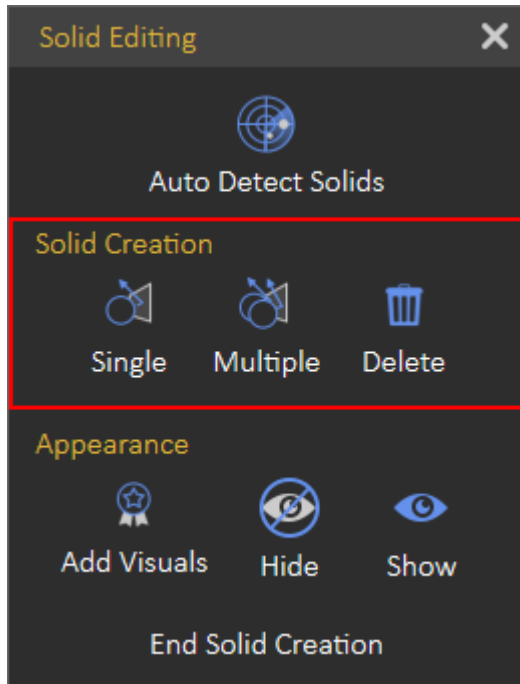 Solid Editing
Auto Detect Solids
Solid Creation
Single Multiple Delete
Appearance
Add Visuals Hide Show
End Solid Creation